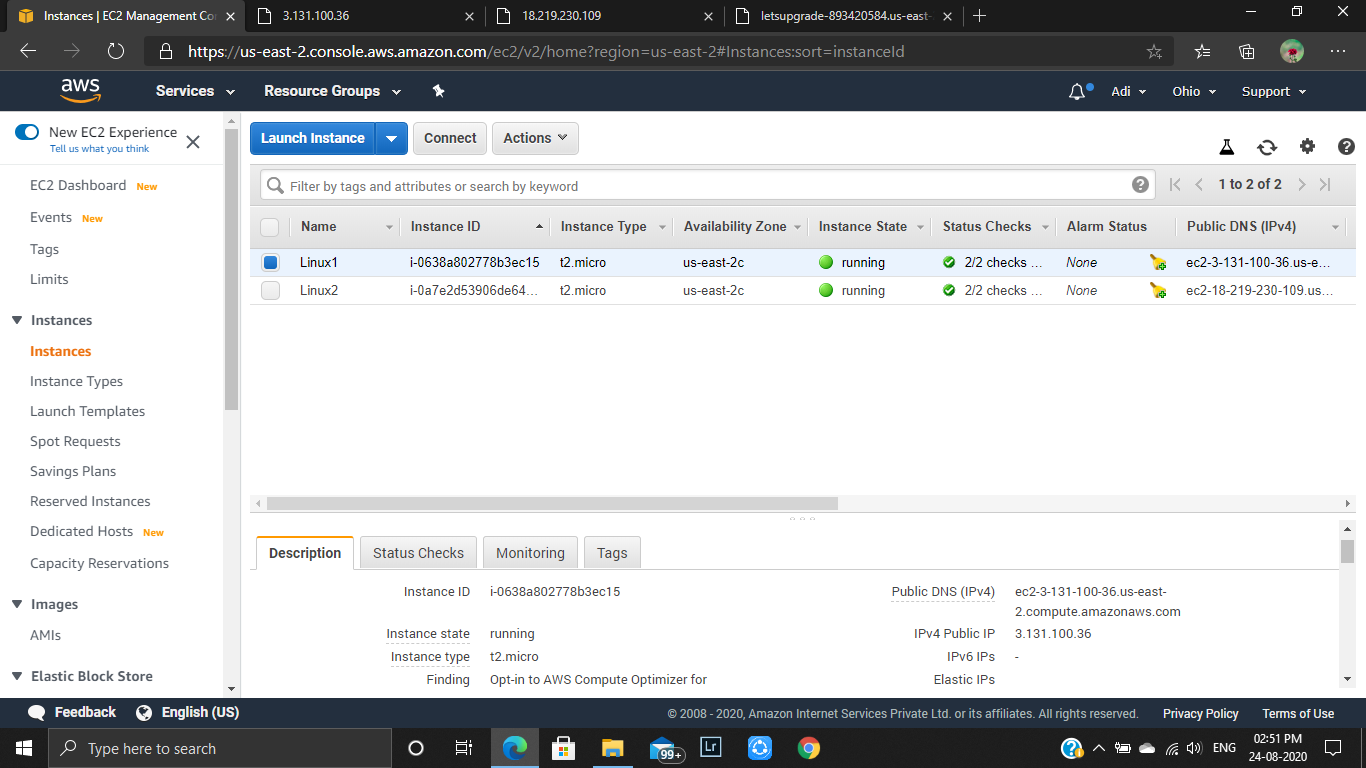 Instances | EC2 Management Co
3.131.100.36
18.219.230.109
letsupgrade-893420584.us-east-
https://us-east-2.console.aws.amazon.com/ec2/v2/home?region=us-east-2#Instances:sort=instanceId
aws
Services
Resource Groups
Adi
Ohio
Support
New EC2 Experience
Tell us what you think
EC2 Dashboard New
Events New
Tags
Limits
Instances
Instances
Instance Types
Launch Templates
Spot Requests
Savings Plans
Reserved Instances
Dedicated Hosts New
Capacity Reservations
Images
AMIs
Elastic Block Store
Launch Instance
Connect
Actions
Filter by tags and attributes or search by keyword
1 to 2 of 2
Name Instance ID Instance Type Availability Zone Instance State Status Checks Alarm Status Public DNS (IPv4)
Linux1 i-0638a802778b3ec15 t2.micro us-east-2c running 2/2 checks ... None ec2-3-131-100-36.us-e...
Linux2 i-0a7e2d53906de64... t2.micro us-east-2c running 2/2 checks ... None ec2-18-219-230-109.us...
Description
Status Checks
Monitoring
Tags
Instance ID i-0638a802778b3ec15
Public DNS (IPv4) ec2-3-131-100-36.us-east-
2.compute.amazonaws.com
Instance state running
IPv4 Public IP 3.131.100.36
Instance type t2.micro
IPv6 IPs -
Finding Opt-in to AWS Compute Optimizer for
Elastic IPs
Feedback
English (US)
© 2008 - 2020, Amazon Internet Services Private Ltd. or its affiliates. All rights reserved.
Privacy Policy
Terms of Use
Type here to search
99+
Lr
ENG
02:51 PM
24-08-2020